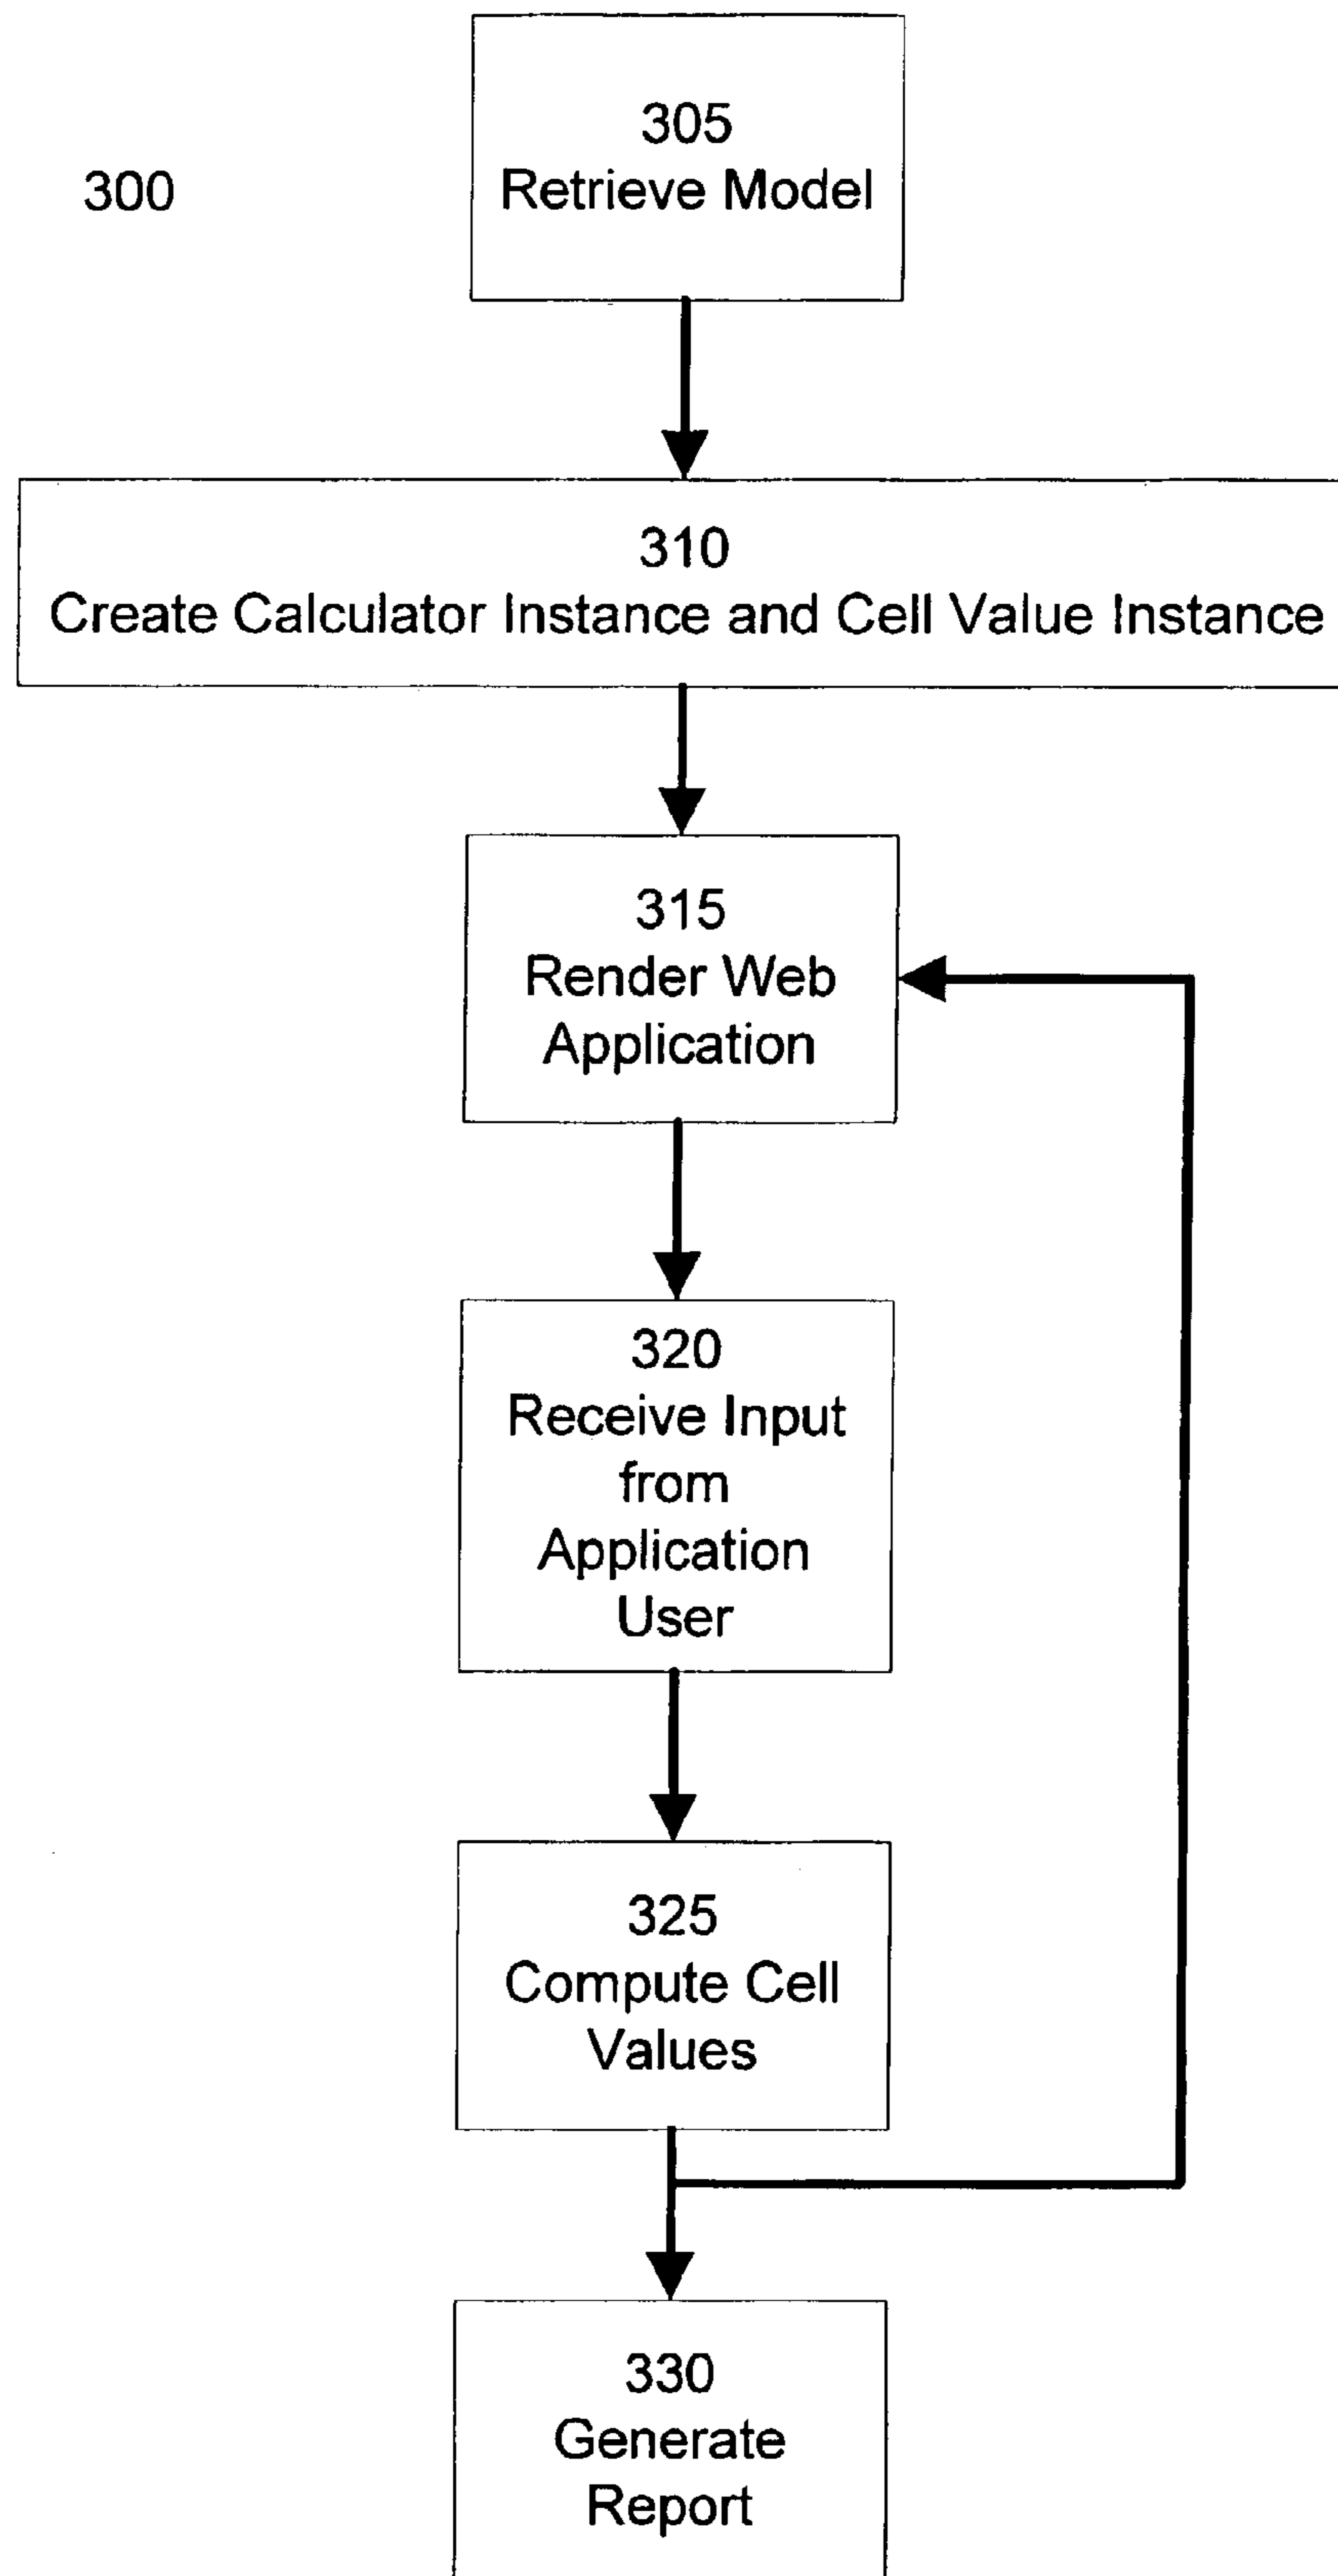 305
300
Retrieve Model
310
Create Calculator Instance and Cell Value Instance
315
Render Web
Application
320
Receive Input
from
Application
User
325
Compute Cell
Values
330
Generate
Report